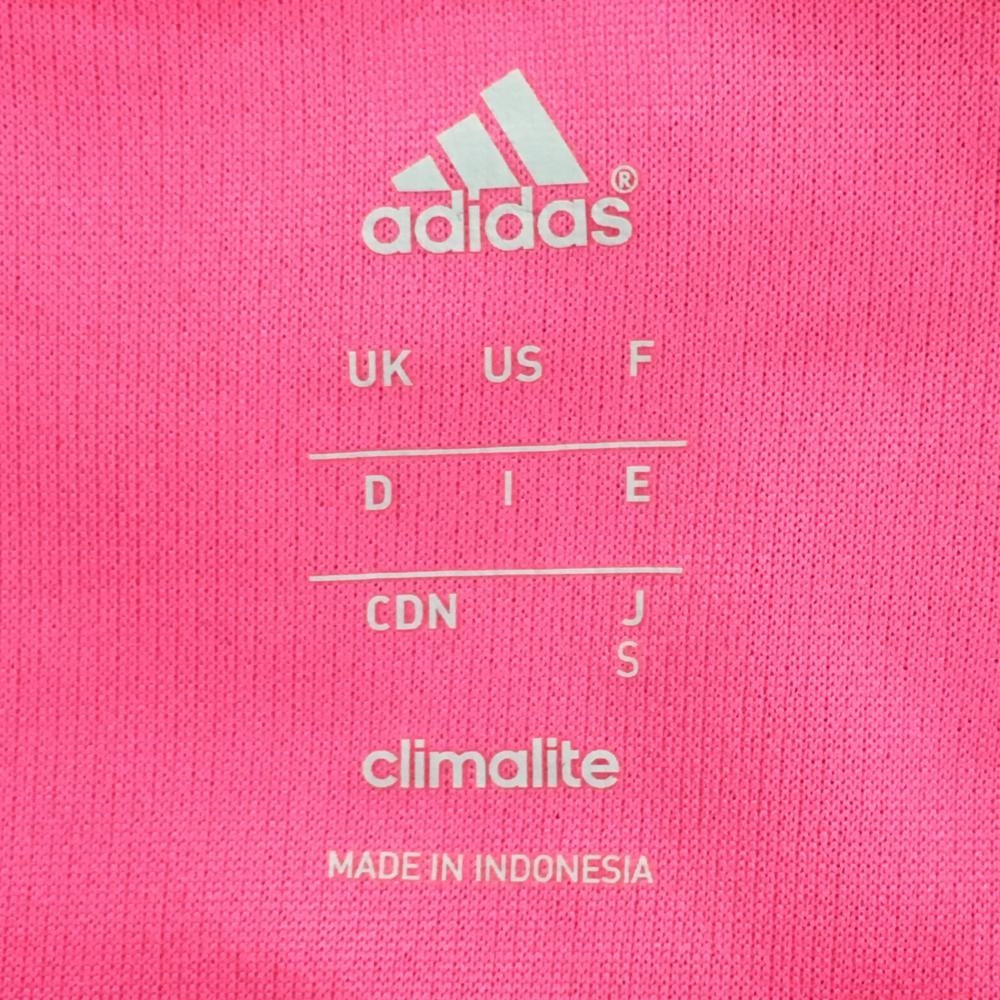 adidas®
UK US F
D I E
CDN J
S
climalite
MADE IN INDONESIA